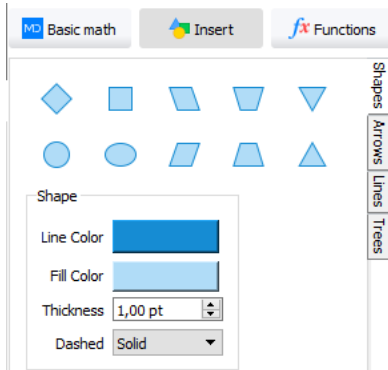 MD Basic math
Insert
fx Functions
Shapes
Arrows
Lines
Trees
Shape
Line Color
Fill Color
Thickness 1,00 pt
Dashed Solid